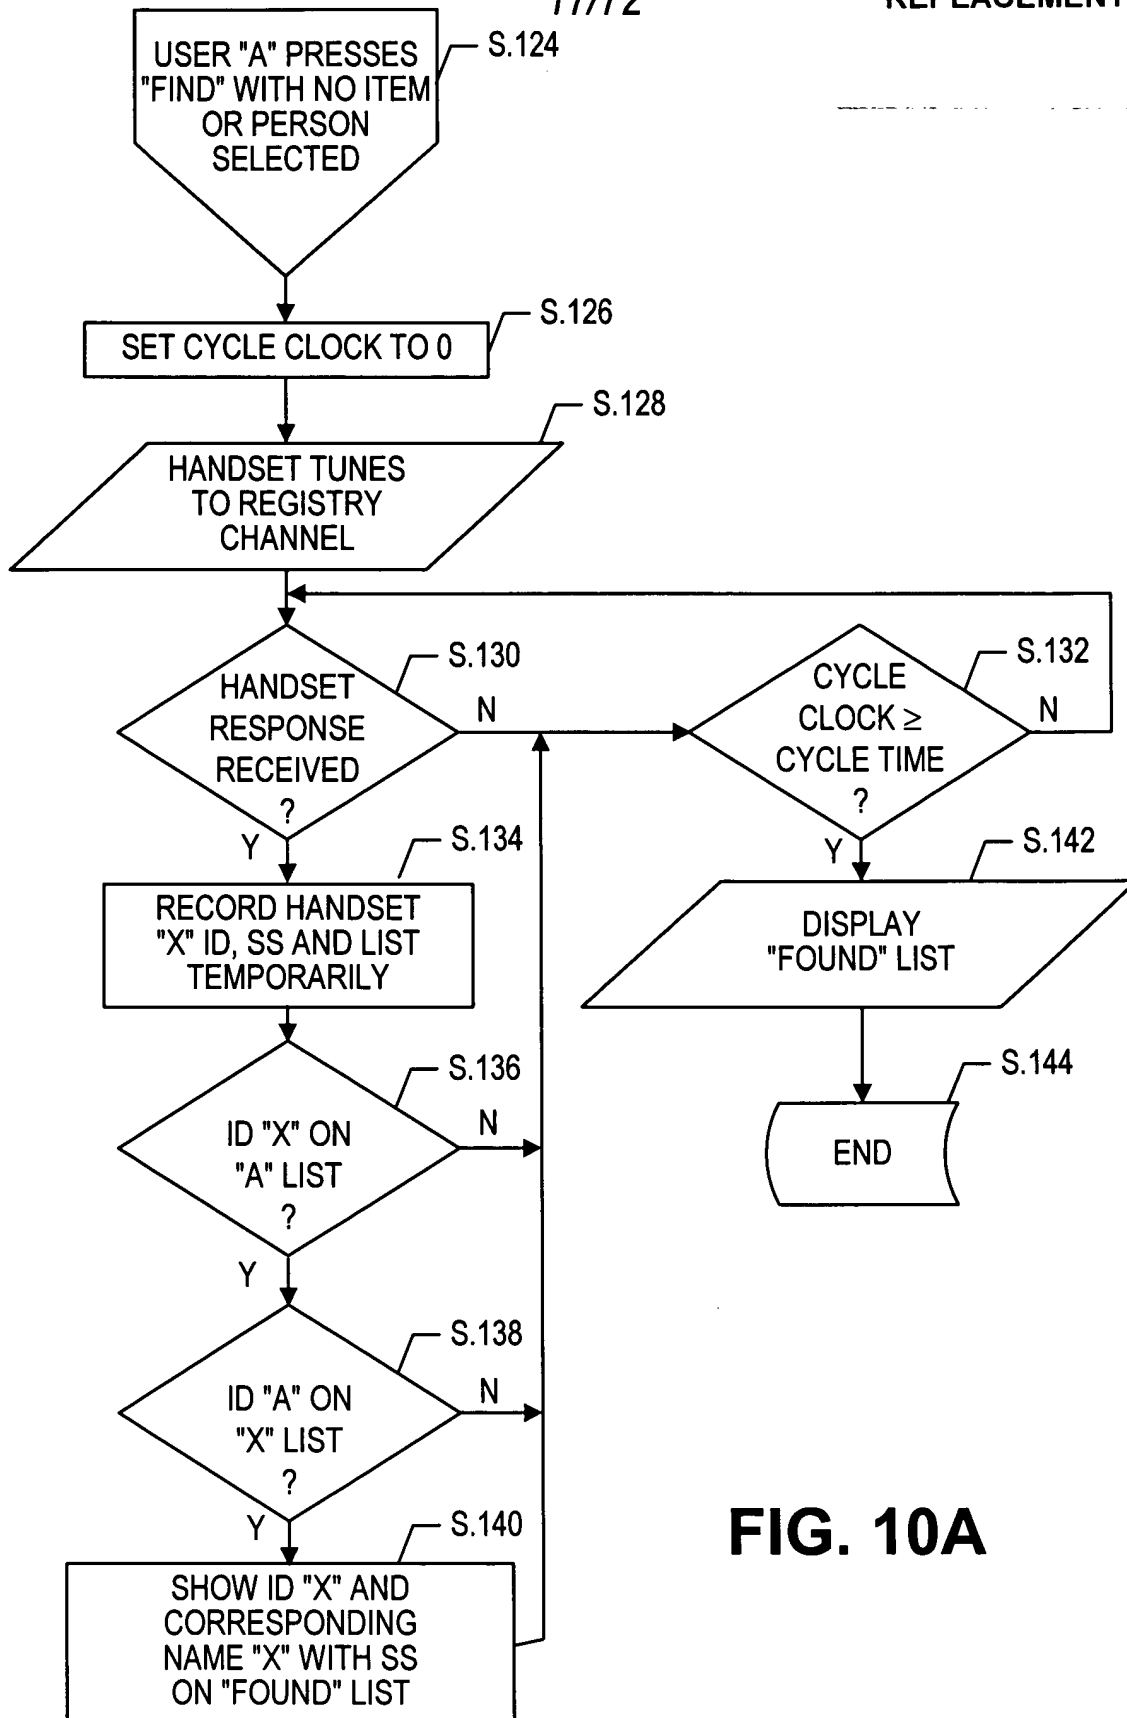 USER "A" PRESSES
"FIND" WITH NO ITEM
OR PERSON
SELECTED
S.124
SET CYCLE CLOCK TO 0
S.126
HANDSET TUNES
TO REGISTRY
CHANNEL
S.128
HANDSET
RESPONSE
RECEIVED
?
S.130
N
Y
CYCLE
CLOCK ≥
CYCLE TIME
?
S.132
N
Y
RECORD HANDSET
"X" ID, SS AND LIST
TEMPORARILY
S.134
DISPLAY
"FOUND" LIST
S.142
ID "X" ON
"A" LIST
?
S.136
N
Y
END
S.144
ID "A" ON
"X" LIST
?
S.138
N
Y
SHOW ID "X" AND
CORRESPONDING
NAME "X" WITH SS
ON "FOUND" LIST
S.140
FIG. 10A